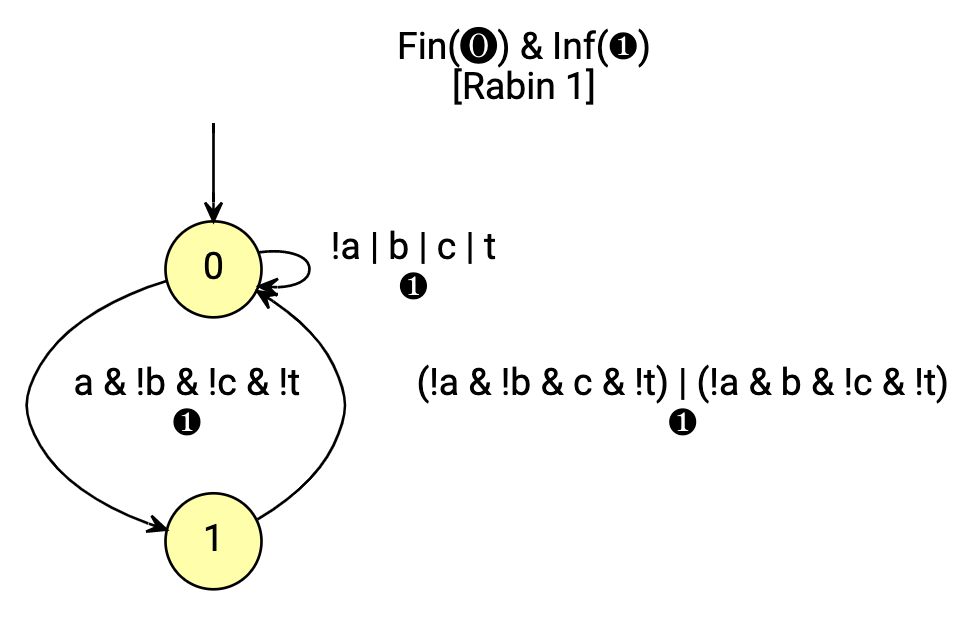 Fin(⓿) & Inf(❶)
[Rabin 1]
0
!a | b | c | t
❶
a & !b & !c & !t
❶
(!a & !b & c & !t) | (!a & b & !c & !t)
❶
1